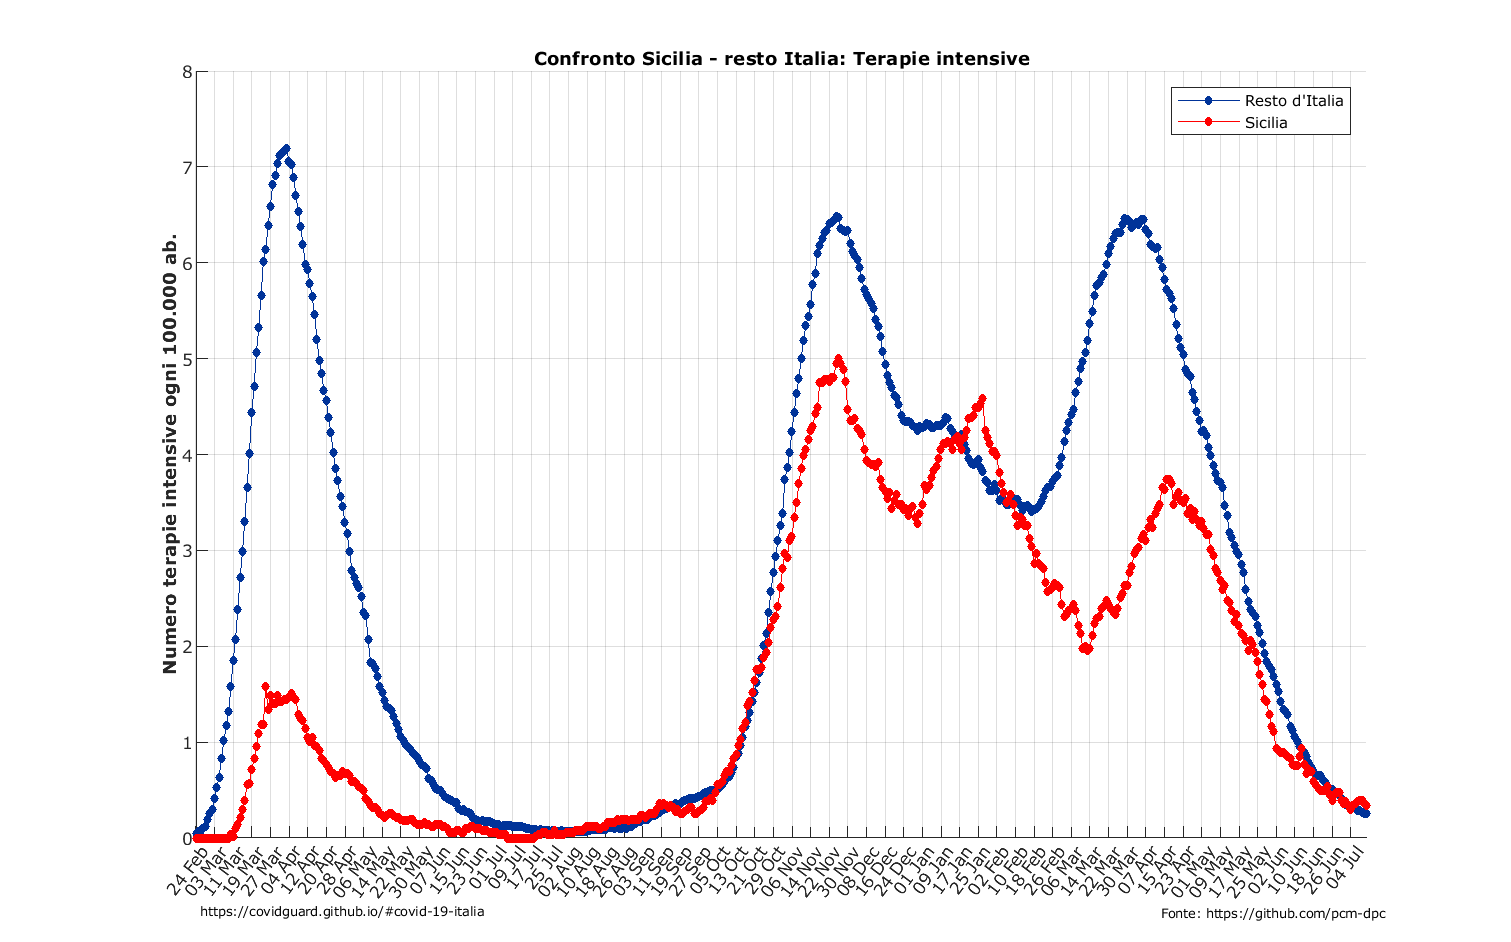 Confronto Sicilia - resto Italia: Terapie intensive
Numero terapie intensive ogni 100.000 ab.
8
7
6
5
4
3
2
1
0
Resto d'Italia
Sicilia
24 Feb
03 Mar
11 Mar
19 Mar
27 Mar
04 Apr
12 Apr
20 Apr
28 Apr
06 May
14 May
22 May
30 May
07 Jun
15 Jun
23 Jun
01 Jul
09 Jul
17 Jul
25 Jul
02 Aug
10 Aug
18 Aug
26 Aug
03 Sep
11 Sep
19 Sep
27 Sep
05 Oct
13 Oct
21 Oct
29 Oct
06 Nov
14 Nov
22 Nov
30 Nov
08 Dec
16 Dec
24 Dec
01 Jan
09 Jan
17 Jan
25 Jan
02 Feb
10 Feb
18 Feb
26 Feb
06 Mar
14 Mar
22 Mar
30 Mar
07 Apr
15 Apr
23 Apr
01 May
09 May
17 May
25 May
02 Jun
10 Jun
18 Jun
26 Jun
04 Jul
https://covidguard.github.io/#covid-19-italia
Fonte: https://github.com/pcm-dpc